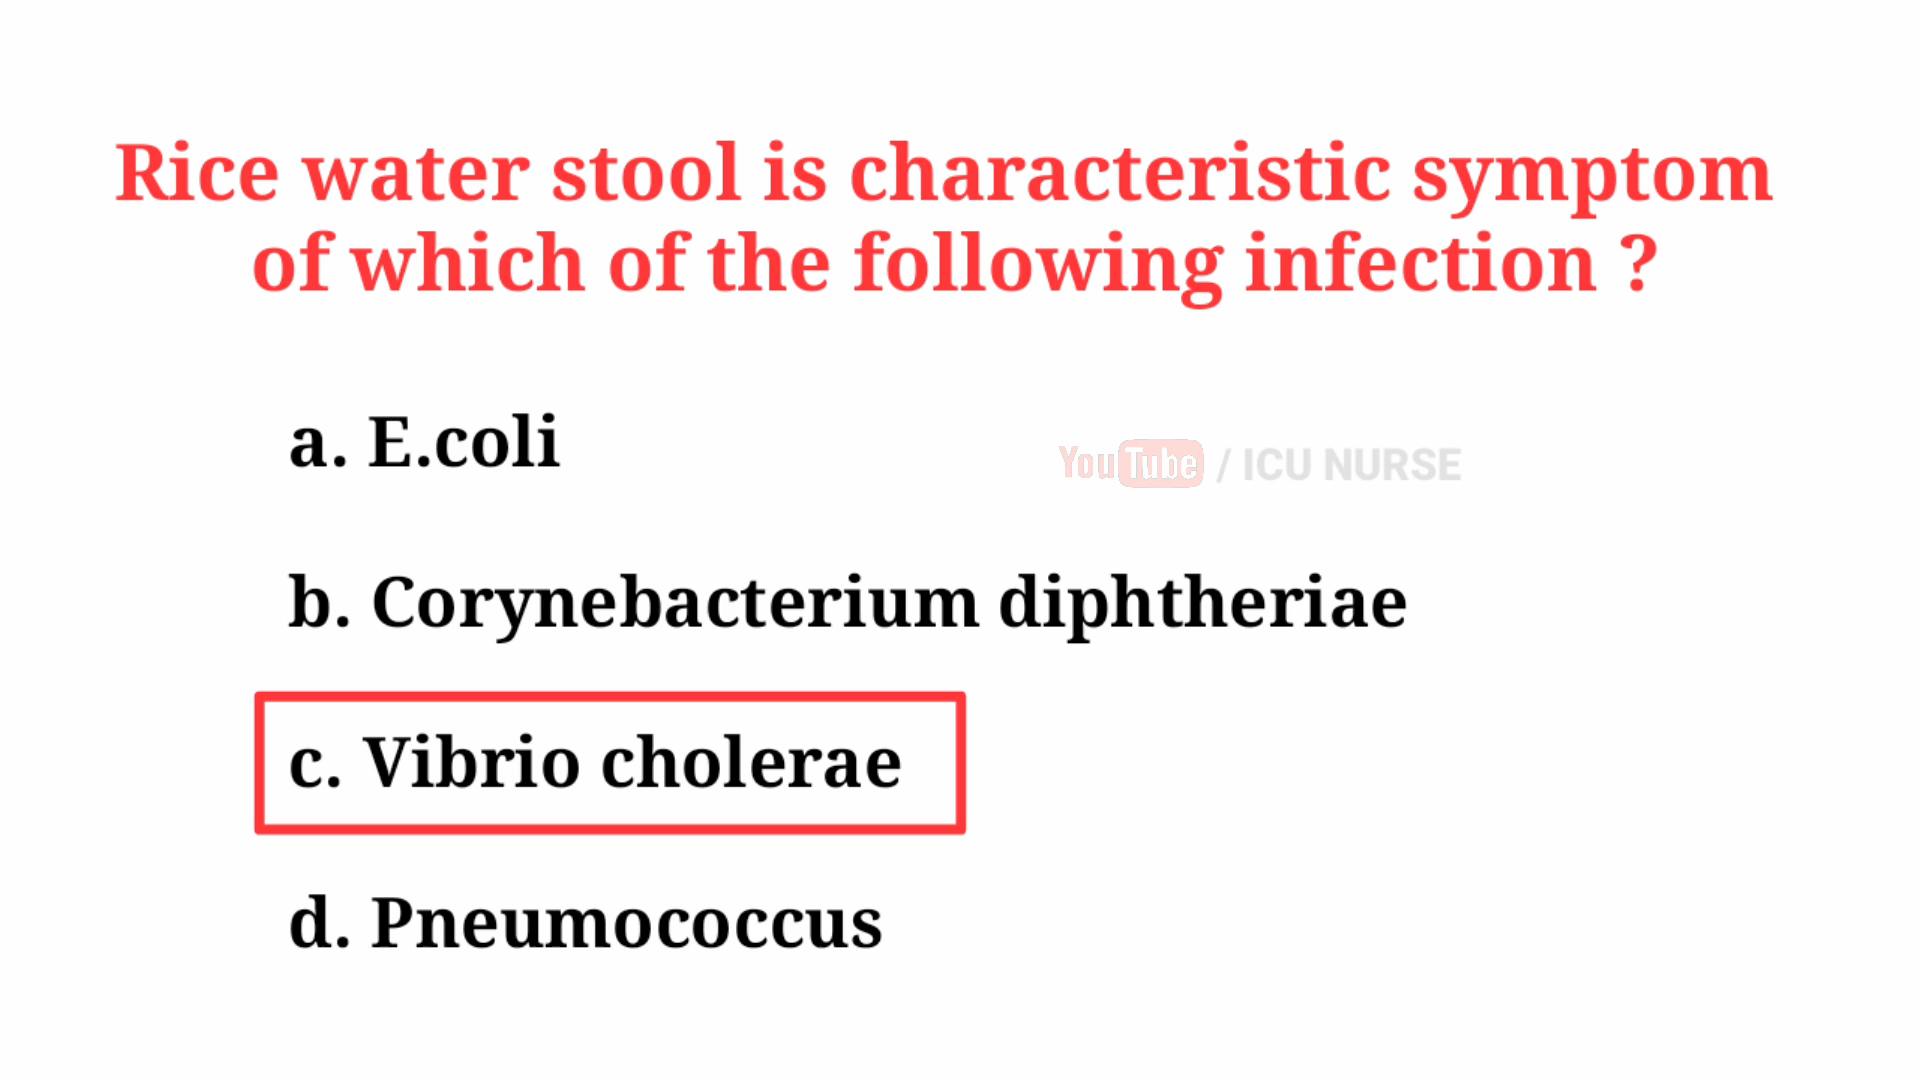 Rice water stool is characteristic symptom
of which of the following infection ?
a. E.coli
YouTube / ICU NURSE
b. Corynebacterium diphtheriae
c. Vibrio cholerae
d. Pneumococcus